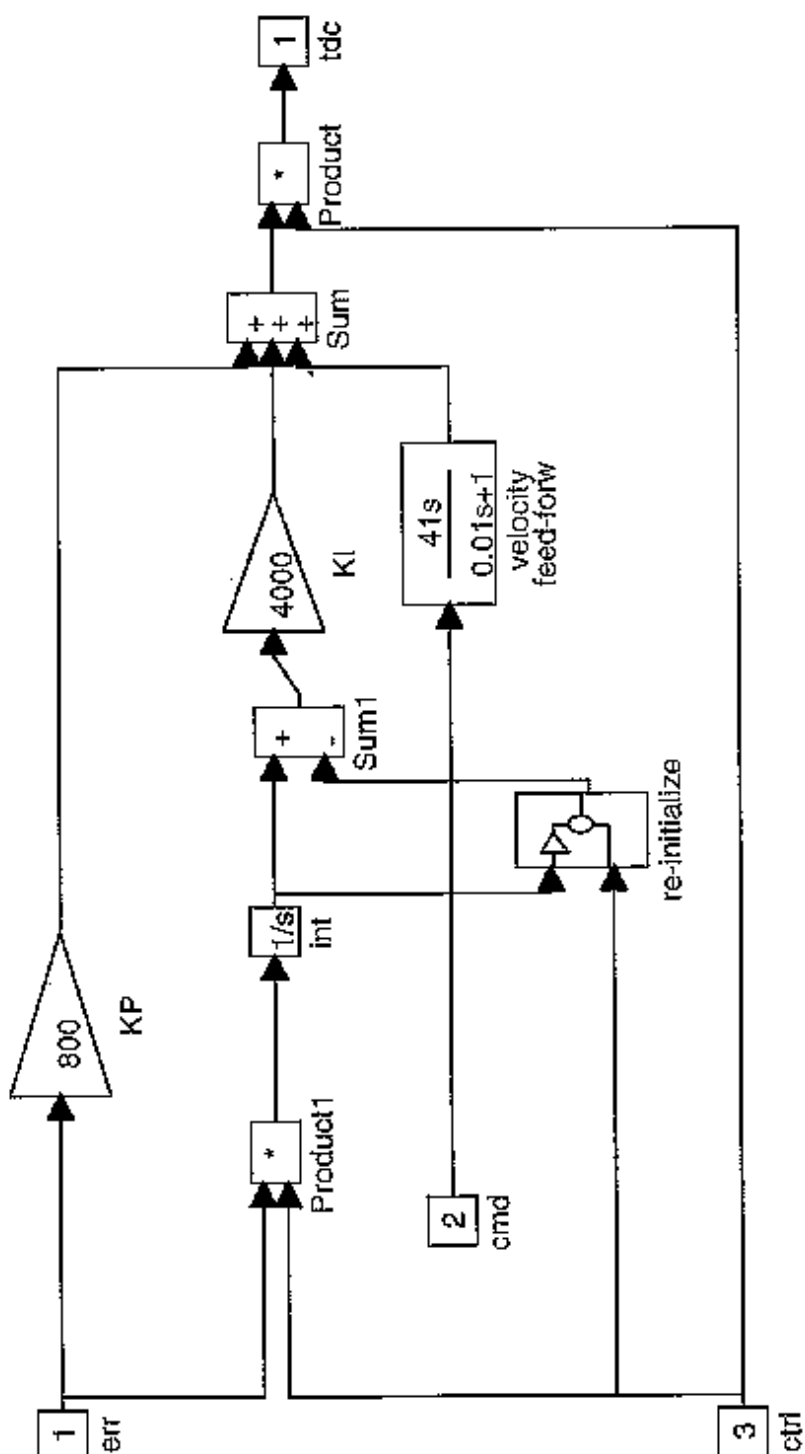 1
err
800
KP
*
Product1
1/s
int
+
-
Sum1
4000
KI
2
cmd
41s
0.01s+1
velocity
feed-forw
re-initialize
3
ctrl
+
+
+
Sum
*
Product
1
tdc